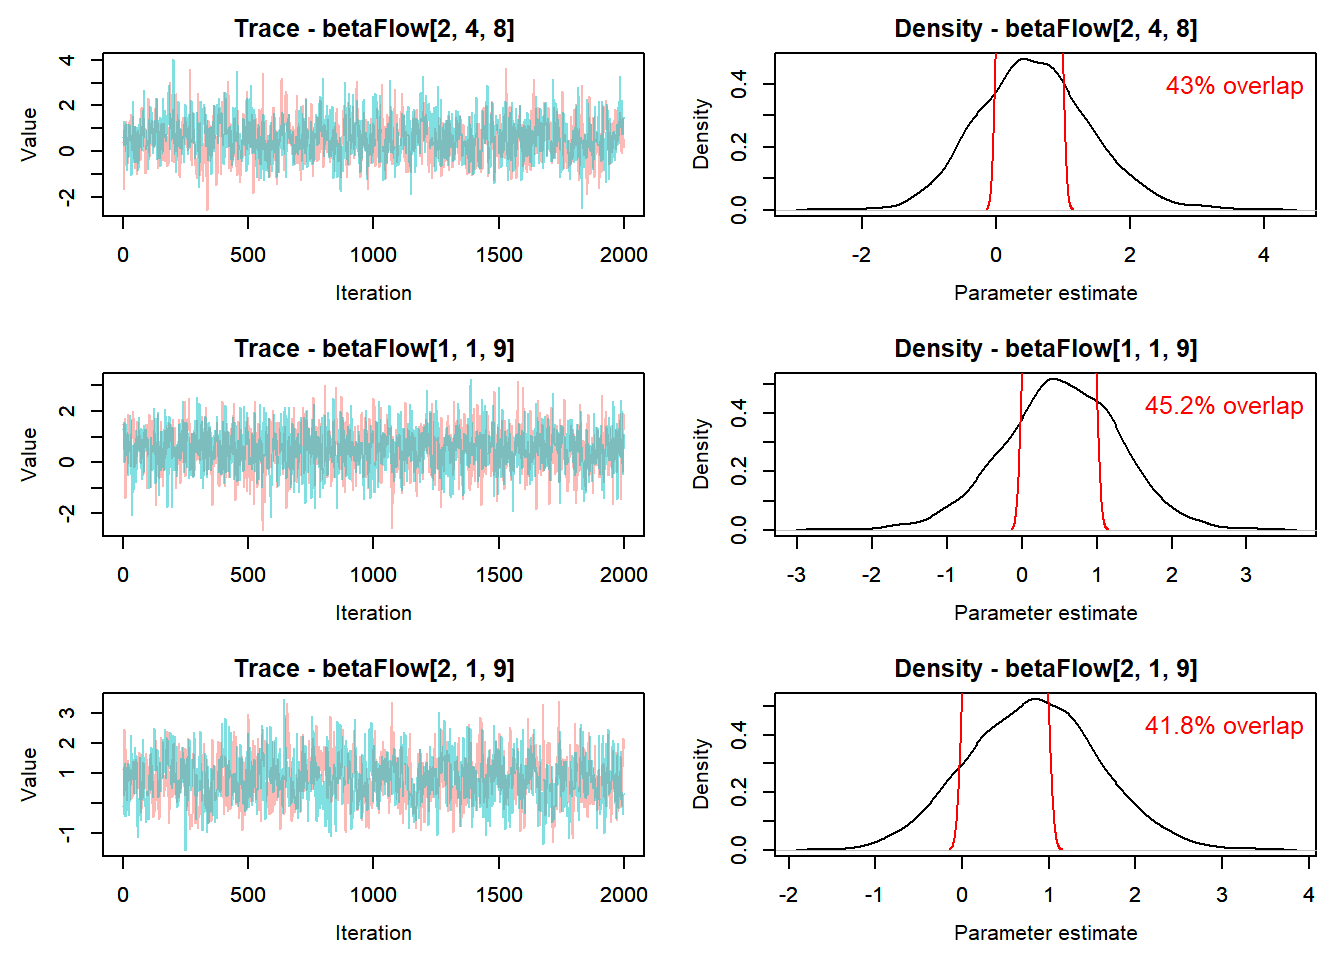 Trace - betaFlow[2, 4, 8]
Value
4
2
0
-2
0 500 1000 1500 2000
Iteration
Density - betaFlow[2, 4, 8]
43% overlap
Density
0.4
0.2
0.0
-2 0 2 4
Parameter estimate
Trace - betaFlow[1, 1, 9]
Value
2
0
-2
0 500 1000 1500 2000
Iteration
Density - betaFlow[1, 1, 9]
45.2% overlap
Density
0.4
0.2
0.0
-3 -2 -1 0 1 2 3
Parameter estimate
Trace - betaFlow[2, 1, 9]
Value
3
2
1
-1
0 500 1000 1500 2000
Iteration
Density - betaFlow[2, 1, 9]
41.8% overlap
Density
0.4
0.2
0.0
-2 -1 0 1 2 3 4
Parameter estimate